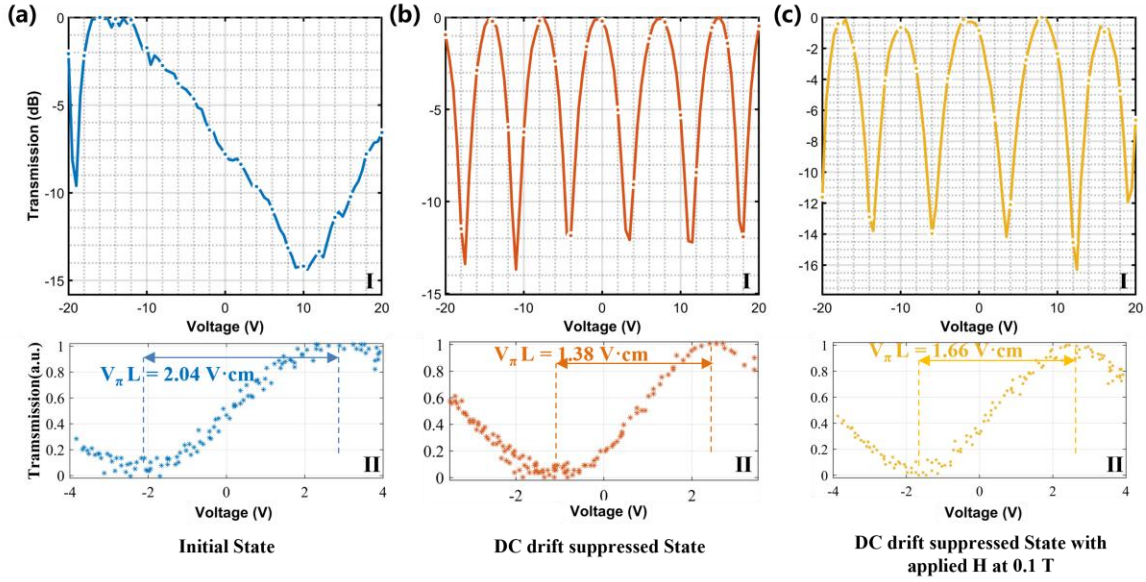 (a)
(b)
(c)
0
-5
-10
-15
Transmission (dB)
-20 -10 0 10 20
Voltage (V)
I
0
-5
-10
-15
-20 -10 0 10 20
Voltage (V)
I
0
-2
-4
-6
-8
-10
-12
-14
-16
-20 -10 0 10 20
Voltage (V)
I
1
0.8
0.6
0.4
0.2
0
Tramsmission(a.u.)
VπL = 2.04 V·cm
II
-4 -2 0 2 4
Voltage (V)
Initial State
1
0.8
0.6
0.4
0.2
0
VπL = 1.38 V·cm
II
-2 0 2
Voltage (V)
DC drift suppressed State
1
0.8
0.6
0.4
0.2
0
VπL = 1.66 V·cm
II
-4 -2 0 2 4
Voltage (V)
DC drift suppressed State with
applied H at 0.1 T